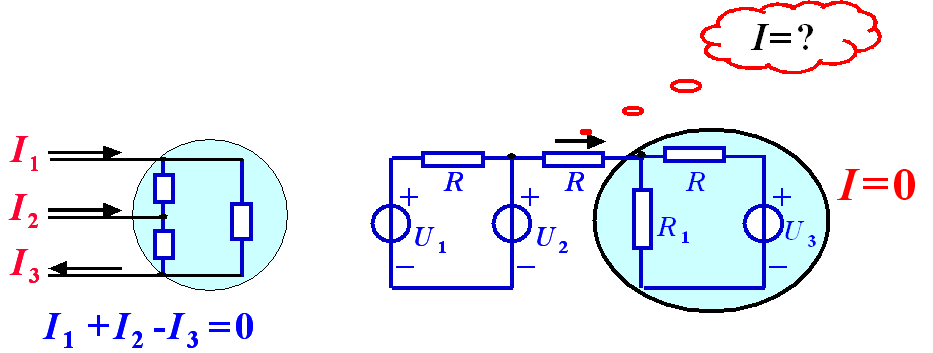 I=?
I1
I2
I3
I1 +I2 -I3 =0
R
R
R
+
+
+
U1
U2
R1
U3
−
−
−
I=0